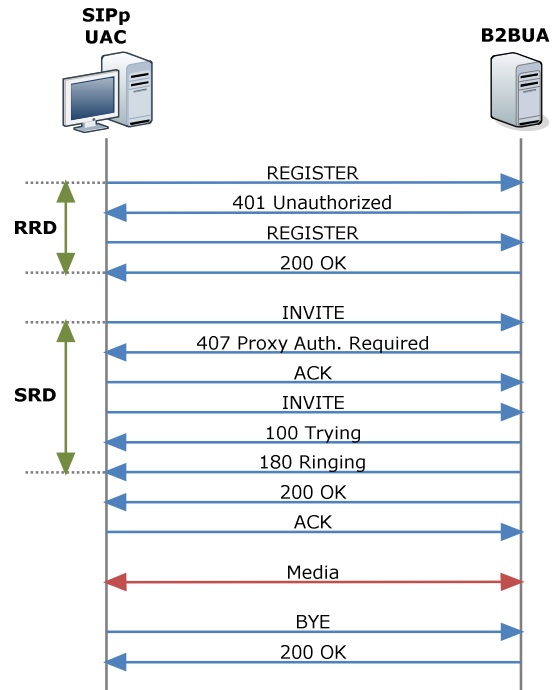 SIPp
UAC
B2BUA
REGISTER
401 Unauthorized
RRD
REGISTER
200 OK
INVITE
407 Proxy Auth. Required
ACK
SRD
INVITE
100 Trying
180 Ringing
200 OK
ACK
Media
BYE
200 OK